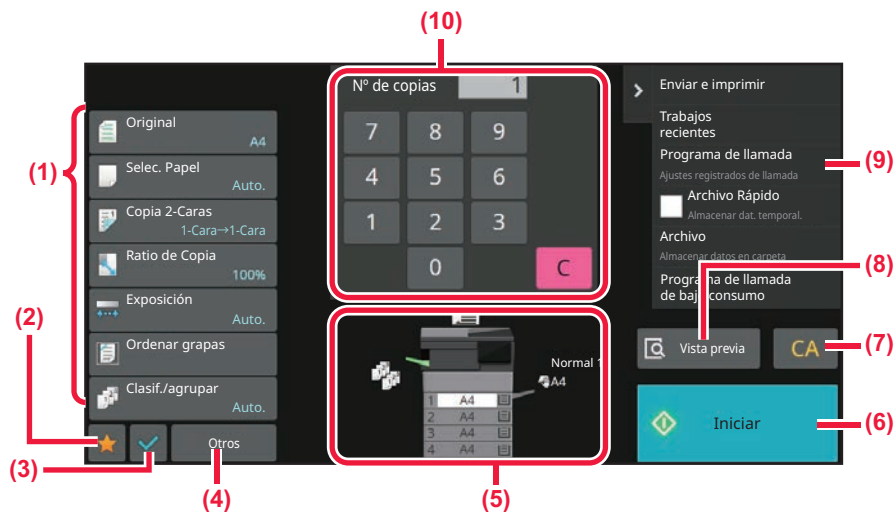 (10)
(1)
Original
A4
Selec. Papel
Auto.
Copia 2-Caras
1-Cara→1-Cara
Ratio de Copia
100%
Exposición
Auto.
Ordenar grapas
Clasif./agrupar
Auto.
(2)
(3)
Otros
(4)
Nº de copias 1
7 8 9
4 5 6
1 2 3
0 C
Normal 1
A4
1 A4
2 A4
3 A4
4 A4
(5)
Enviar e imprimir
Trabajos
recientes
Programa de llamada
Ajustes registrados de llamada
Archivo Rápido
Almacenar dat. temporal.
Archivo
Almacenar datos en carpeta
Programa de llamada
de bajo consumo
(9)
(8)
Vista previa
CA
(7)
Iniciar
(6)